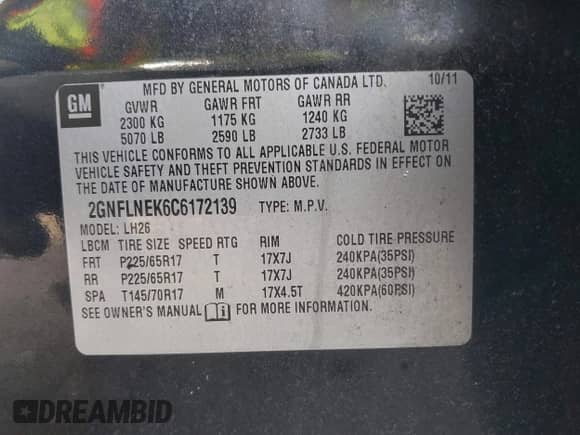 GM
MFD BY GENERAL MOTORS OF CANADA LTD. 10/11
GVWR GAWR FRT GAWR RR
2300 KG 1175 KG 1240 KG
5070 LB 2590 LB 2733 LB
THIS VEHICLE CONFORMS TO ALL APPLICABLE U.S. FEDERAL MOTOR
VEHICLE SAFETY AND THEFT PREVENTION STANDARDS IN EFFECT ON
THE DATE OF MANUFACTURE SHOWN ABOVE.
2GNFLNEK6C6172139 TYPE: M.P.V.
MODEL: LH26
LBCM TIRE SIZE SPEED RTG RIM COLD TIRE PRESSURE
FRT P225/65R17 T 17X7J 240KPA(35PSI)
RR P225/65R17 T 17X7J 240KPA(35PSI)
SPA T145/70R17 M 17X4.5T 420KPA(60PSI)
SEE OWNER'S MANUAL FOR MORE INFORMATION.
DREAMBID